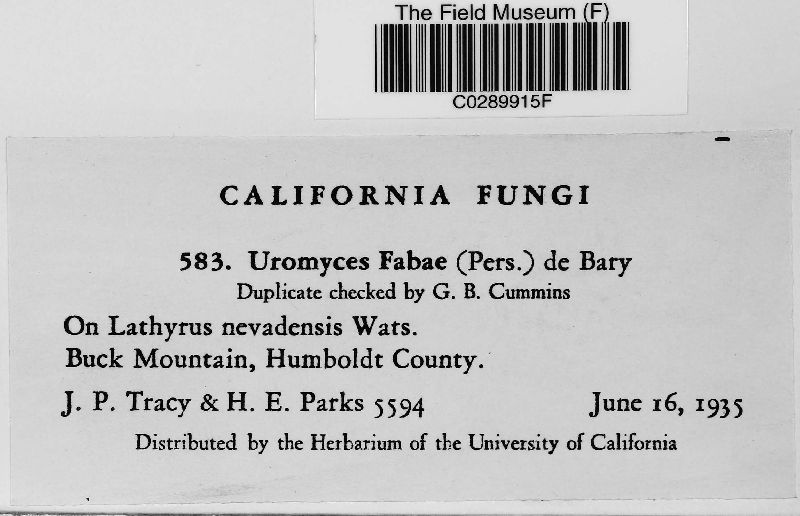 The Field Museum (F)
C0289915F
CALIFORNIA FUNGI
583. Uromyces Fabae (Pers.) de Bary
Duplicate checked by G. B. Cummins
On Lathyrus nevadensis Wats.
Buck Mountain, Humboldt County.
J. P. Tracy & H. E. Parks 5594 June 16, 1935
Distributed by the Herbarium of the University of California